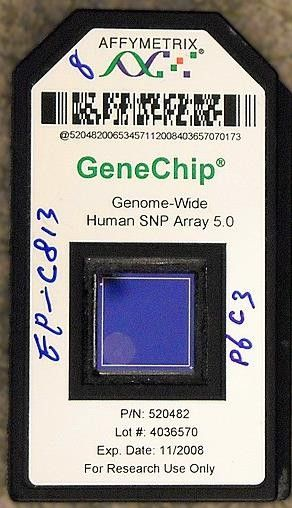 AFFYMETRIX®
8
@52048200653457112008403657070173
GeneChip®
Genome-Wide
Human SNP Array 5.0
EP-C813
P6C3
P/N: 520482
Lot #: 4036570
Exp. Date: 11/2008
For Research Use Only